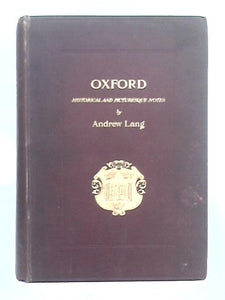 OXFORD
HISTORICAL AND PICTURESQUE NOTES
by
Andrew Lang